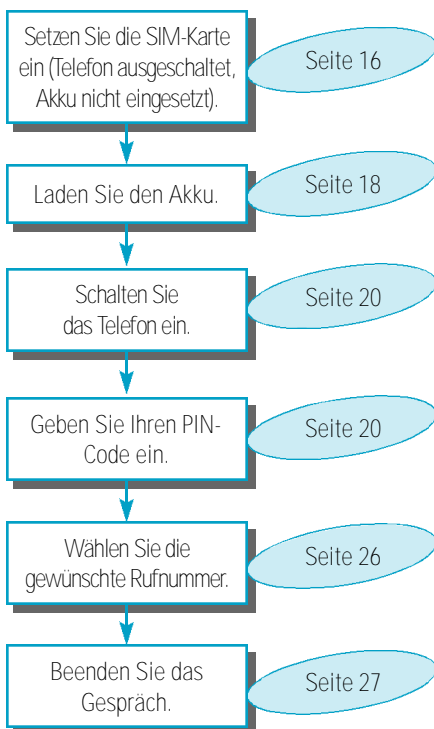 Setzen Sie die SIM-Karte
ein (Telefon ausgeschaltet,
Akku nicht eingesetzt).
Seite 16
Laden Sie den Akku.
Seite 18
Schalten Sie
das Telefon ein.
Seite 20
Geben Sie Ihren PIN-
Code ein.
Seite 20
Wählen Sie die
gewünschte Rufnummer.
Seite 26
Beenden Sie das
Gespräch.
Seite 27